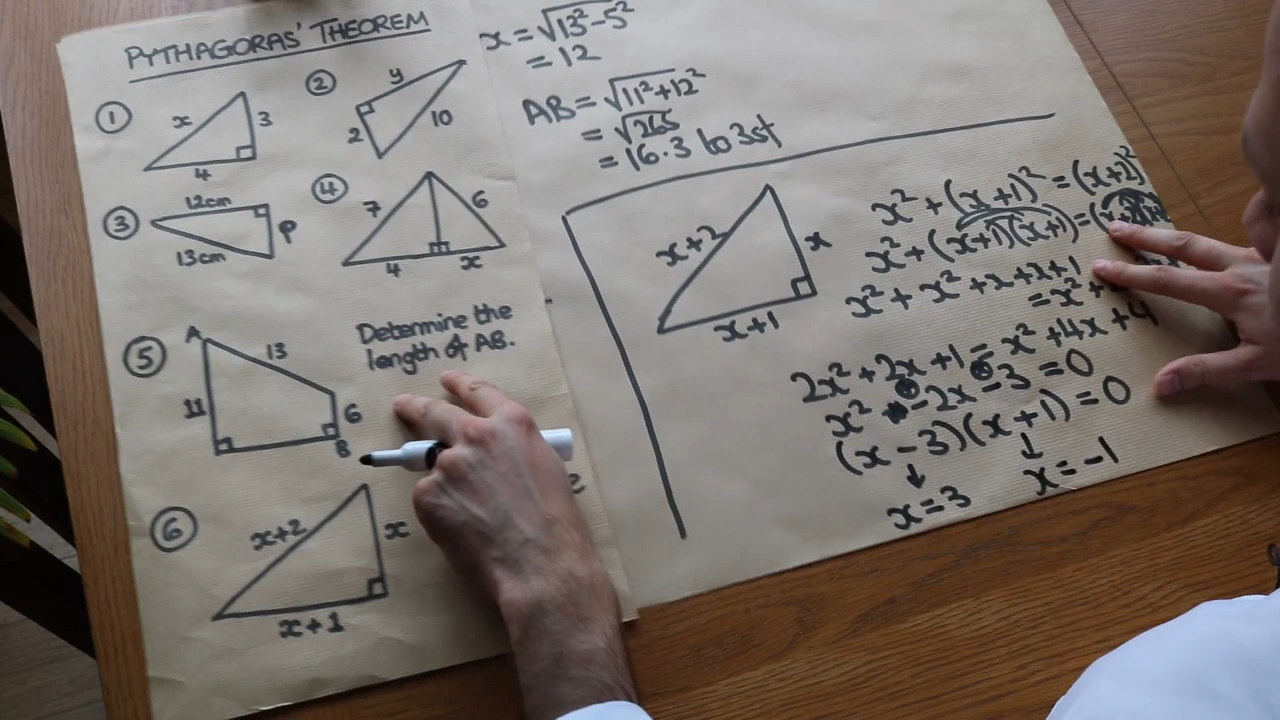 PYTHAGORAS' THEOREM
1
x
3
4
2
y
2
10
3
12cm
13cm
P
4
7
6
4
x
5
A
13
11
6
B
Determine the
length of AB.
6
x+2
x
x+1
x = √13²-5²
= 12
AB = √11²+12²
= √265
= 16.3 to 3sf
x+2
x
x+1
x² + (x+1)² = (x+2)²
x² + (x+1)(x+1) =
x² + x² + x + x + 1
= x² +
2x² + 2x + 1 = x² + 4x + 4
x² - 2x - 3 = 0
(x - 3)(x + 1) = 0
↓ ↓
x = 3 x = -1